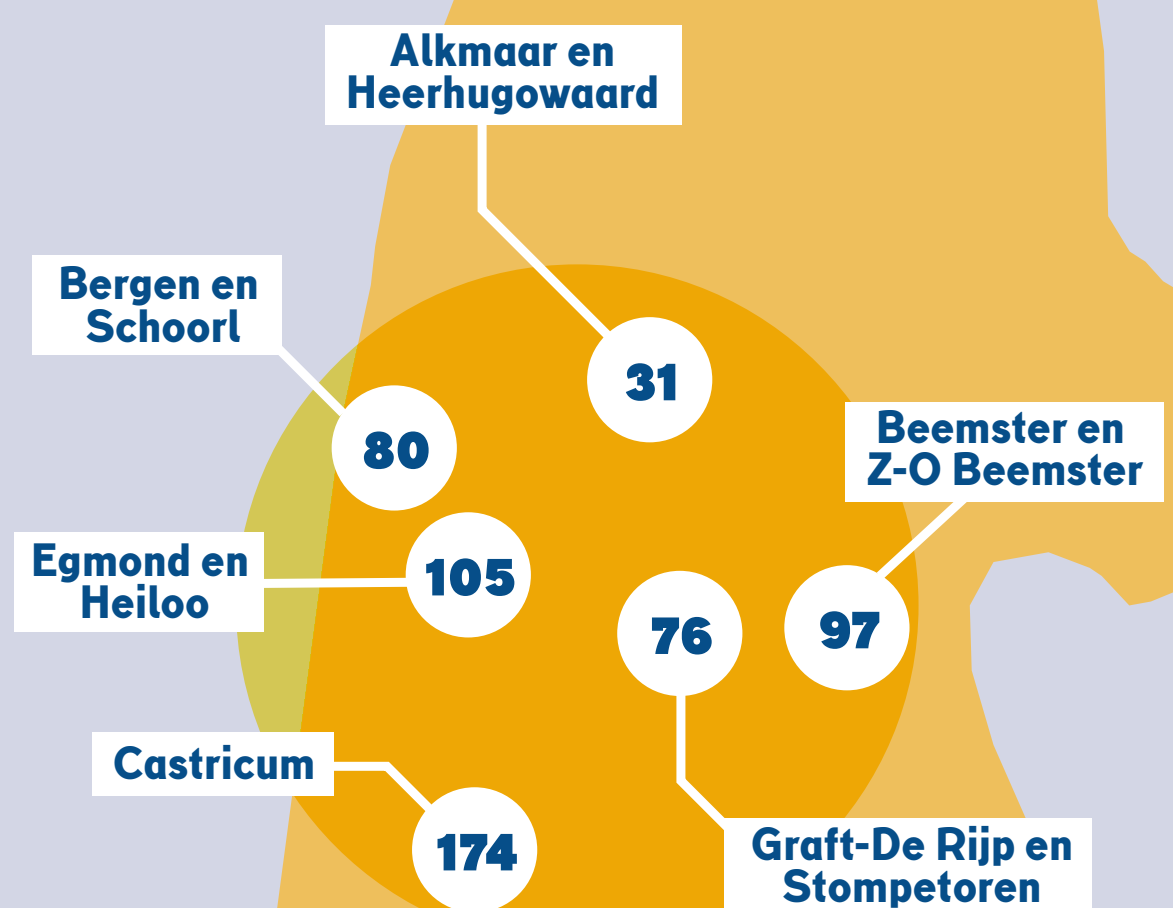 Alkmaar en
Heerhugowaard
31
Bergen en
Schoorl
80
Beemster en
Z-O Beemster
97
Egmond en
Heiloo
105
76
Castricum
174
Graft-De Rijp en
Stompetoren